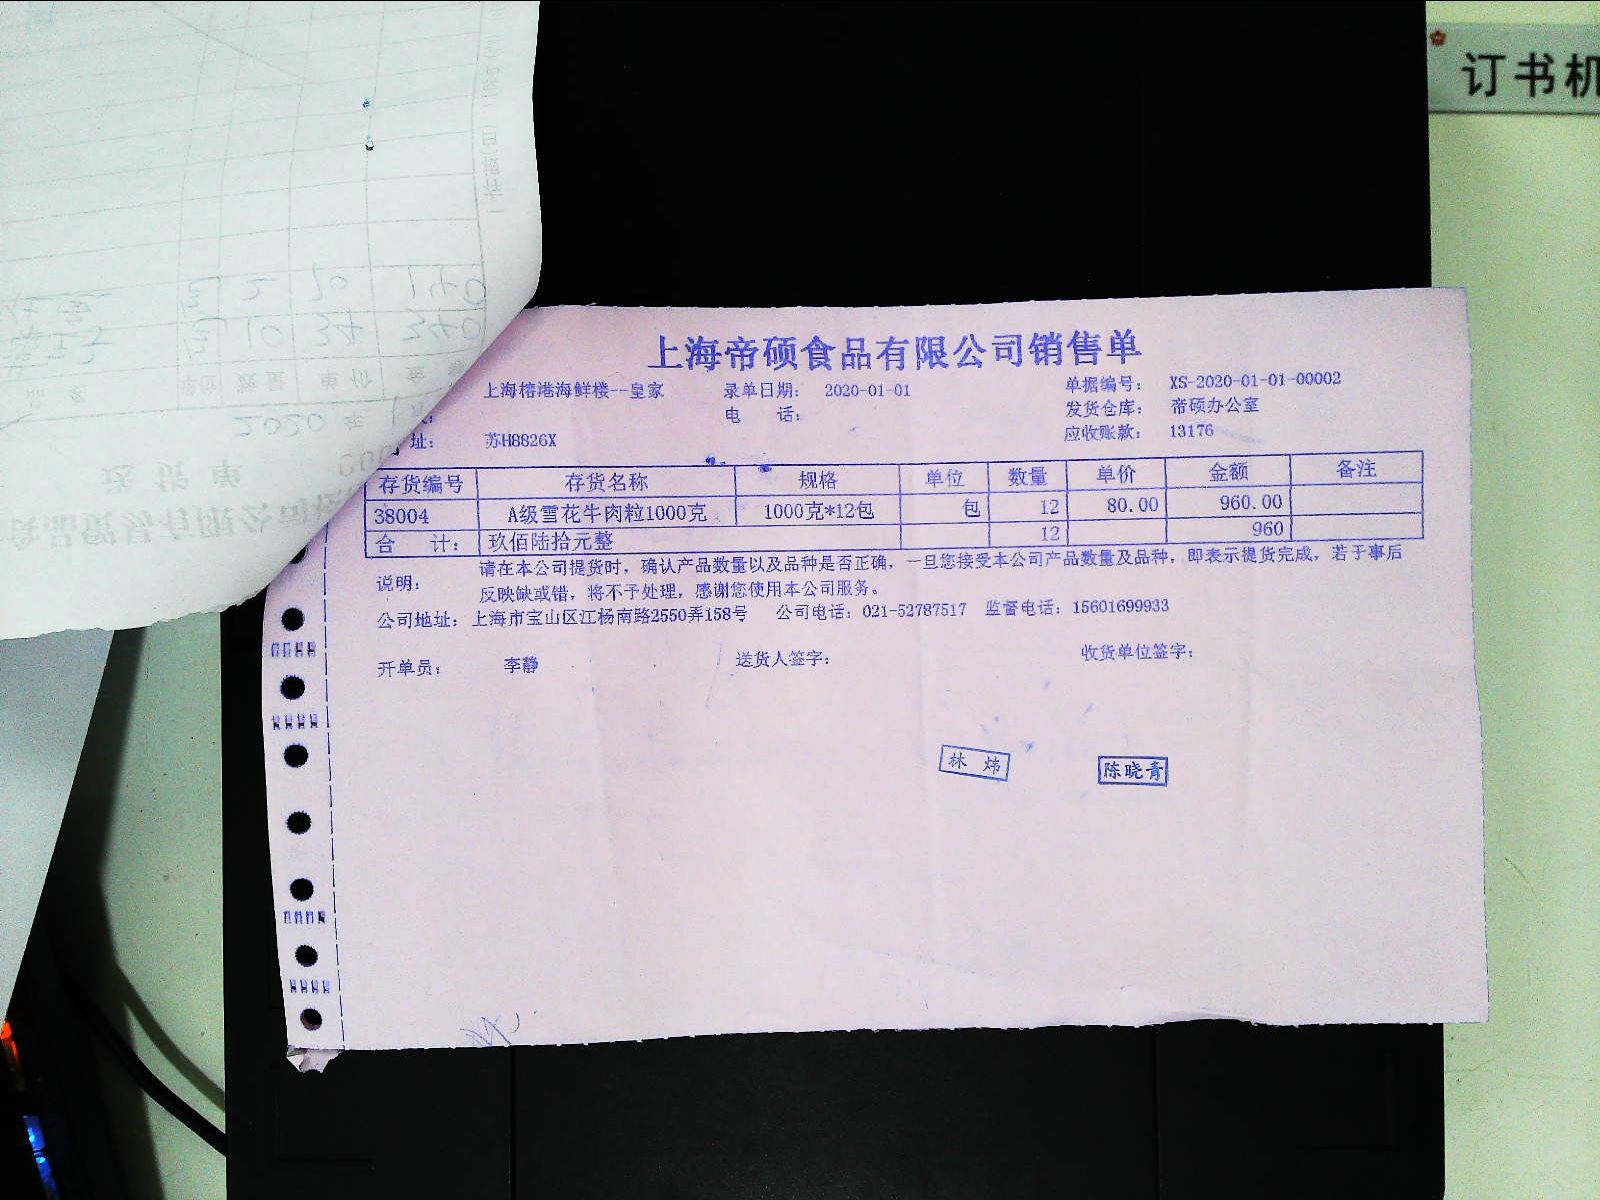 订书机
上海帝硕食品有限公司销售单
上海榕港海鲜楼--皇家 录单日期: 2020-01-01 单据编号: XS-2020-01-01-00002
电 话: 发货仓库: 帝硕办公室
址: 苏H8826X 应收账款: 13176
存货编号 存货名称 规格 单位 数量 单价 金额 备注
38004 A级雪花牛肉粒1000克 1000克*12包 包 12 80.00 960.00
合 计: 玖佰陆拾元整 12 960
说明: 请在本公司提货时, 确认产品数量以及品种是否正确, 一旦您接受本公司产品数量及品种, 即表示提货完成, 若于事后
反映缺或错, 将不予处理, 感谢您使用本公司服务。
公司地址: 上海市宝山区江杨南路2550弄158号 公司电话: 021-52787517 监督电话: 15601699933
开单员: 李静 送货人签字: 收货单位签字:
林 炜 陈晓青